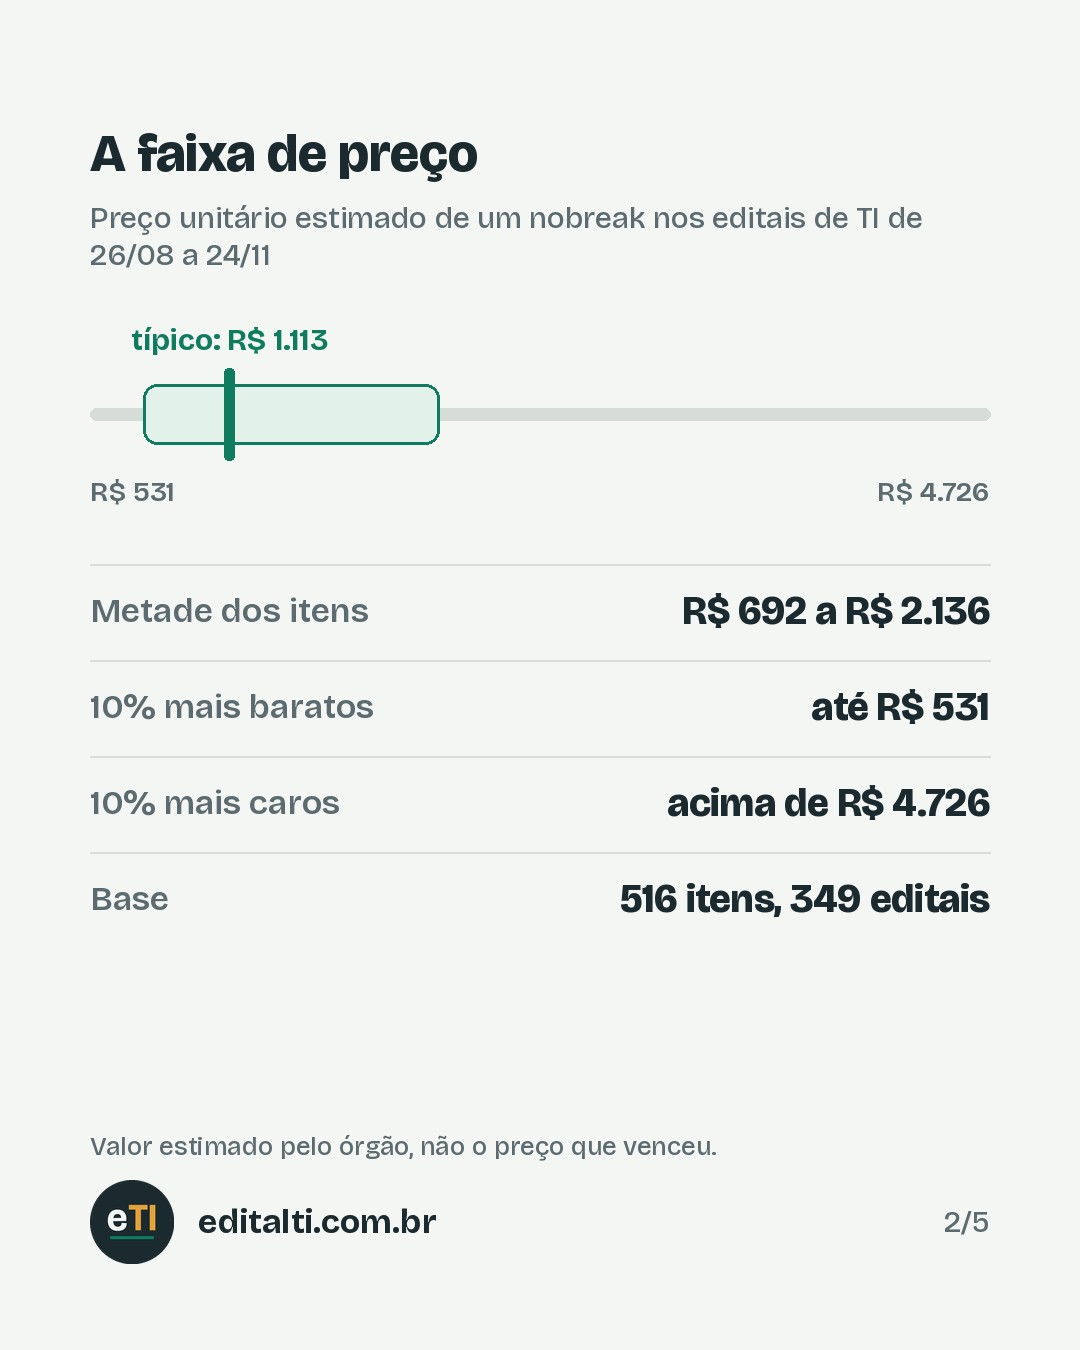 A faixa de preço
Preço unitário estimado de um nobreak nos editais de TI de
26/08 a 24/11
típico: R$ 1.113
R$ 531
R$ 4.726
Metade dos itens
R$ 692 a R$ 2.136
10% mais baratos
até R$ 531
10% mais caros
acima de R$ 4.726
Base
516 itens, 349 editais
Valor estimado pelo órgão, não o preço que venceu.
eTI
editalti.com.br
2/5